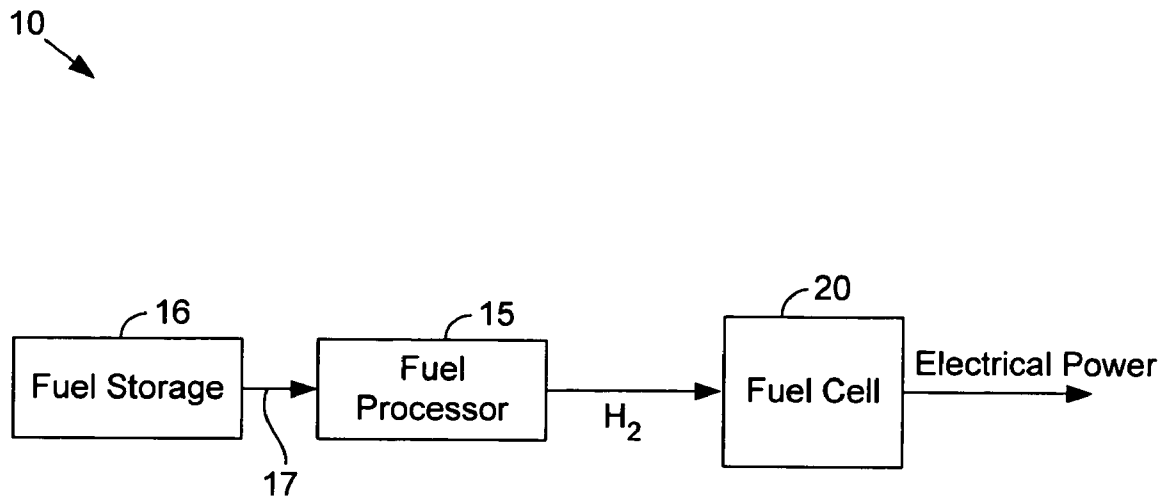 10
16
15
20
Fuel Storage
Fuel
Processor
H₂
Fuel Cell
Electrical Power
17